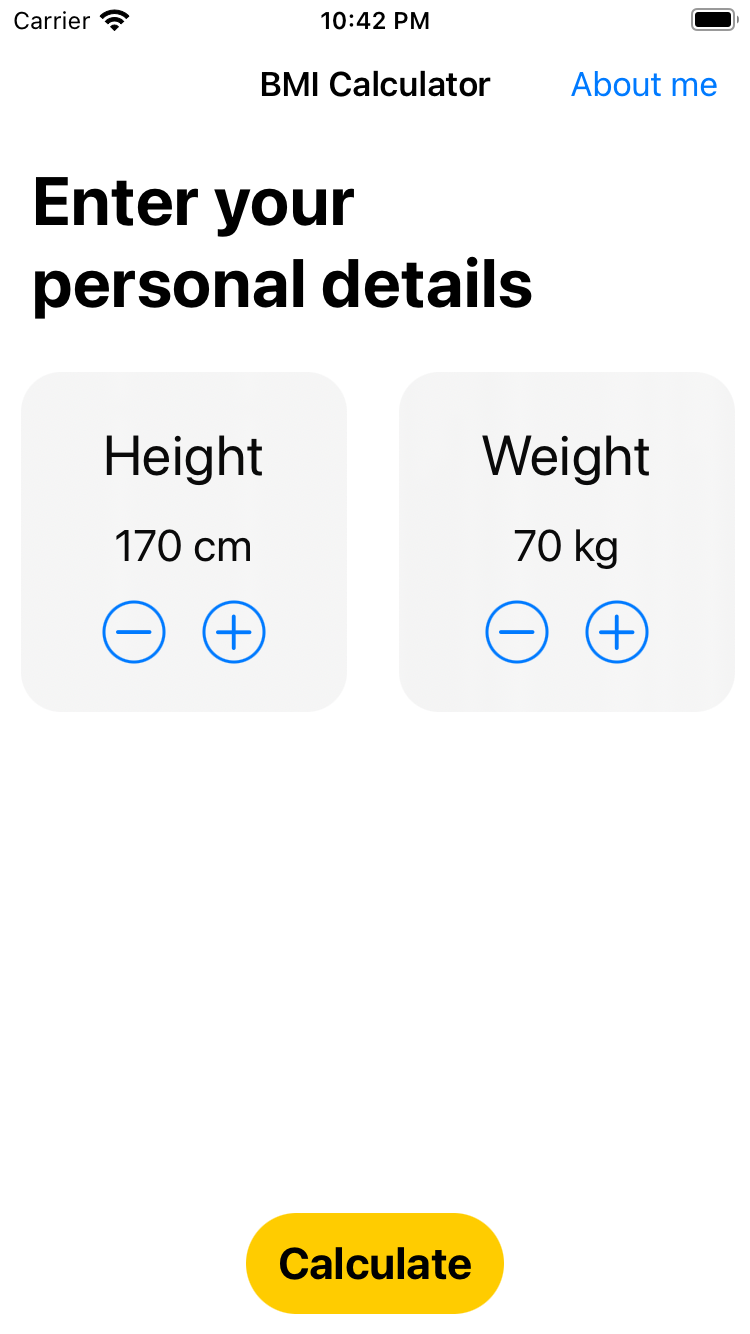 Carrier 10:42 PM
BMI Calculator About me
Enter your
personal details
Height Weight
170 cm 70 kg
Calculate